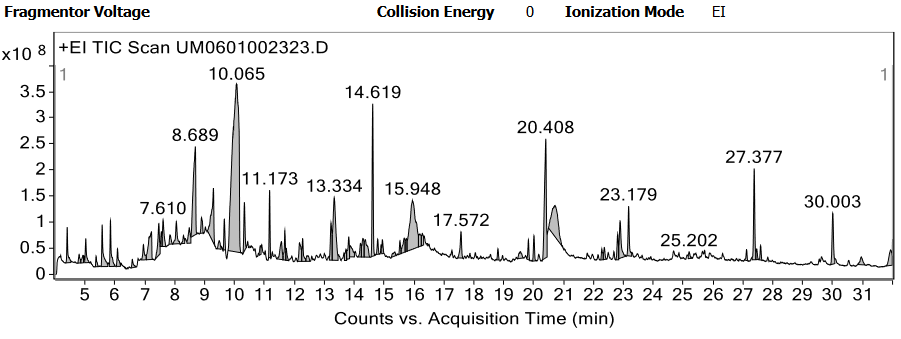 Fragmentor Voltage Collision Energy 0 Ionization Mode EI
x10 8 +EI TIC Scan UM0601002323.D
1 1
10.065
14.619
3.5
3
8.689 20.408
2.5
27.377
2
11.173 13.334 15.948 23.179
1.5
7.610 17.572 30.003
1
25.202
0.5
0
5 6 7 8 9 10 11 12 13 14 15 16 17 18 19 20 21 22 23 24 25 26 27 28 29 30 31
Counts vs. Acquisition Time (min)